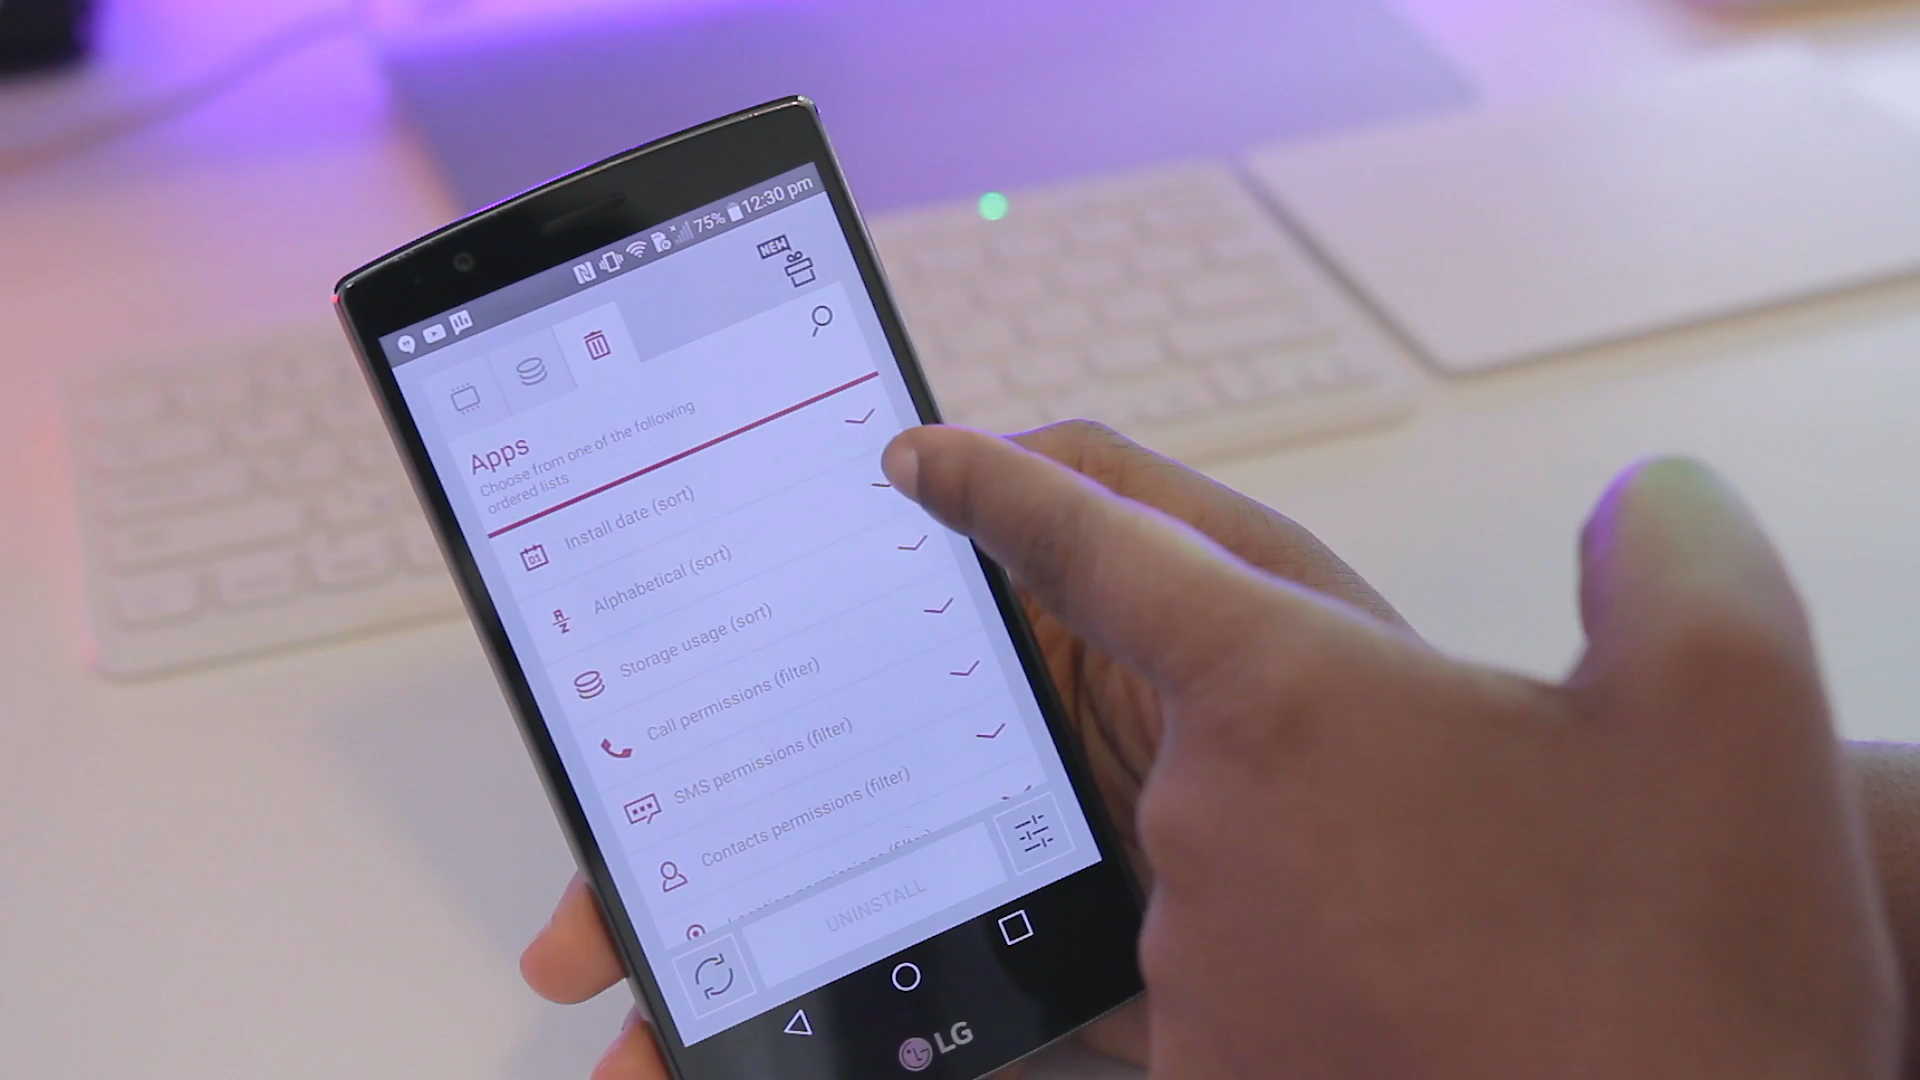 75% 12:30 pm
NEW
Apps
Choose from one of the following
ordered lists
01
Install date (sort)
A
Z
Alphabetical (sort)
Storage usage (sort)
Call permissions (filter)
SMS permissions (filter)
Contacts permissions (filter)
UNINSTALL
LG